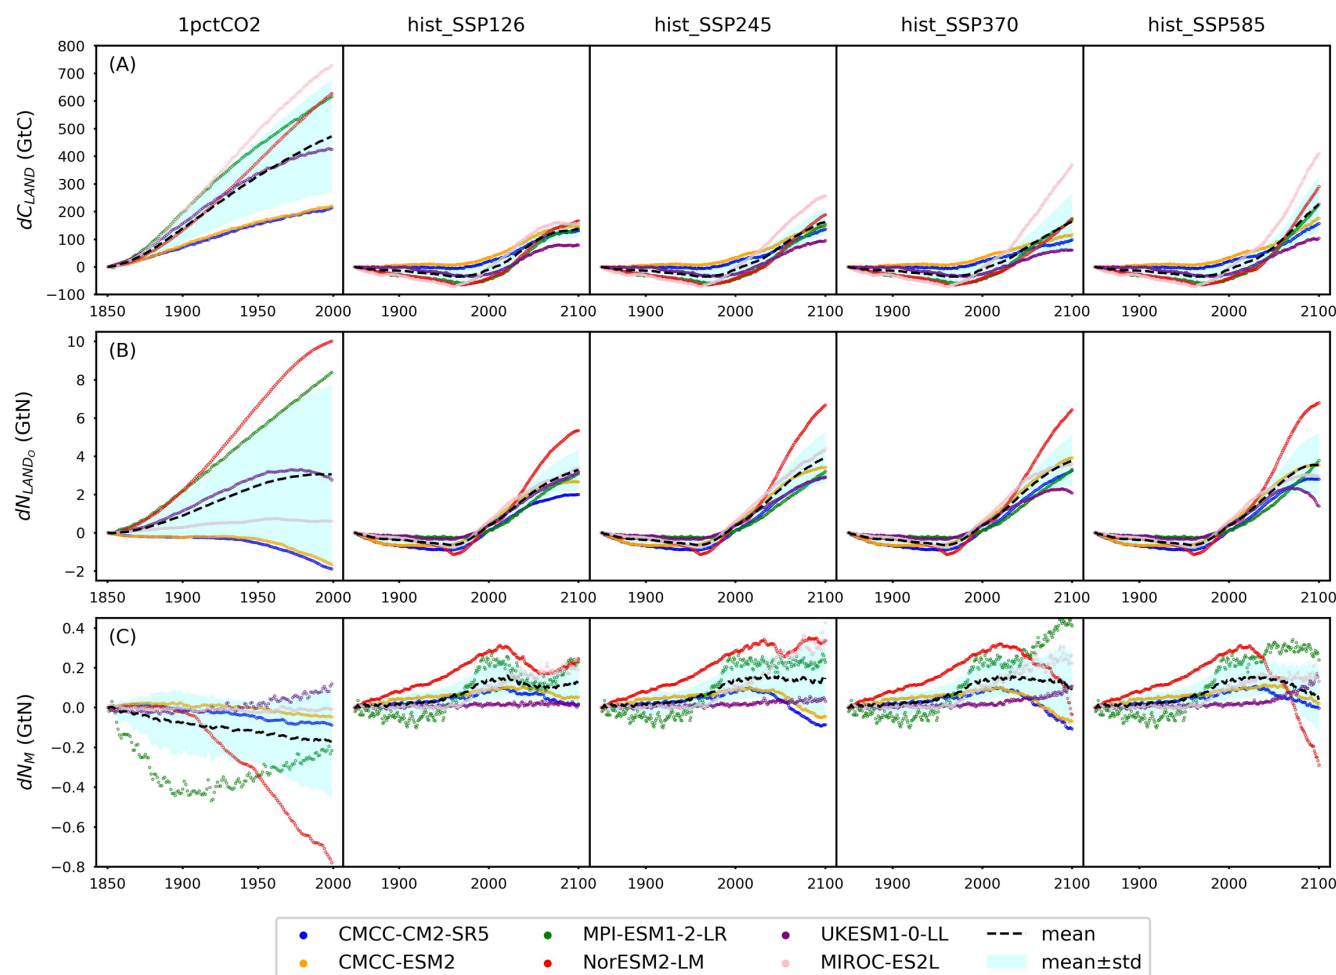 1pctCO2 hist_SSP126 hist_SSP245 hist_SSP370 hist_SSP585
(A)
dC_LAND (GtC)
800
700
600
500
400
300
200
100
0
−100
1850 1900 1950 2000 1900 2000 2100 1900 2000 2100 1900 2000 2100 1900 2000 2100
(B)
dN_LAND_O (GtN)
10
8
6
4
2
0
−2
1850 1900 1950 2000 1900 2000 2100 1900 2000 2100 1900 2000 2100 1900 2000 2100
(C)
dN_M (GtN)
0.4
0.2
0.0
−0.2
−0.4
−0.6
−0.8
1850 1900 1950 2000 1900 2000 2100 1900 2000 2100 1900 2000 2100 1900 2000 2100
CMCC-CM2-SR5 MPI-ESM1-2-LR UKESM1-0-LL mean
CMCC-ESM2 NorESM2-LM MIROC-ES2L mean±std